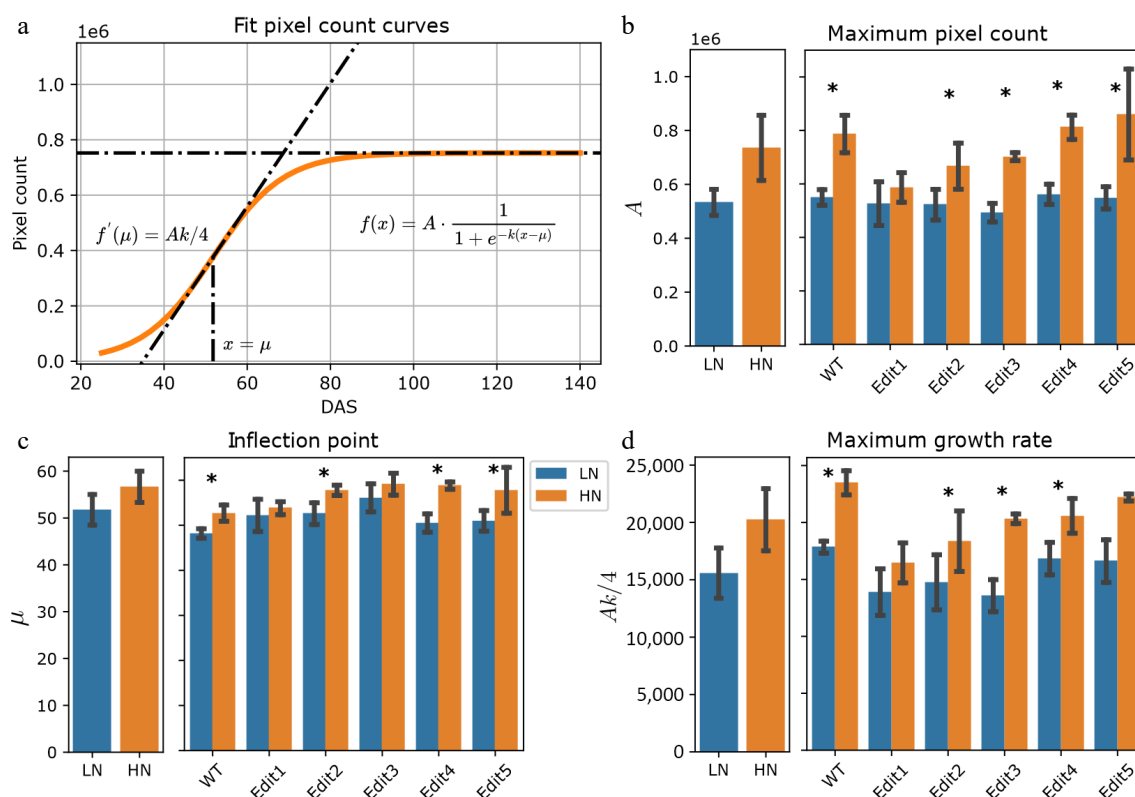 a
Fit pixel count curves
1e6
1.0
0.8
0.6
0.4
0.2
0.0
Pixel count
f′(μ) = Ak/4
f(x) = A · 1 / 1 + e^{−k(x−μ)}
x = μ
20 40 60 80 100 120 140
DAS
b
Maximum pixel count
1e6
1.0
0.8
0.6
0.4
0.2
0.0
A
* * * * *
LN HN
WT Edit1 Edit2 Edit3 Edit4 Edit5
c
Inflection point
60
50
40
30
20
10
0
μ
* * * *
LN
HN
LN HN
WT Edit1 Edit2 Edit3 Edit4 Edit5
d
Maximum growth rate
25,000
20,000
15,000
10,000
5,000
0
Ak/4
* * * *
LN HN
WT Edit1 Edit2 Edit3 Edit4 Edit5